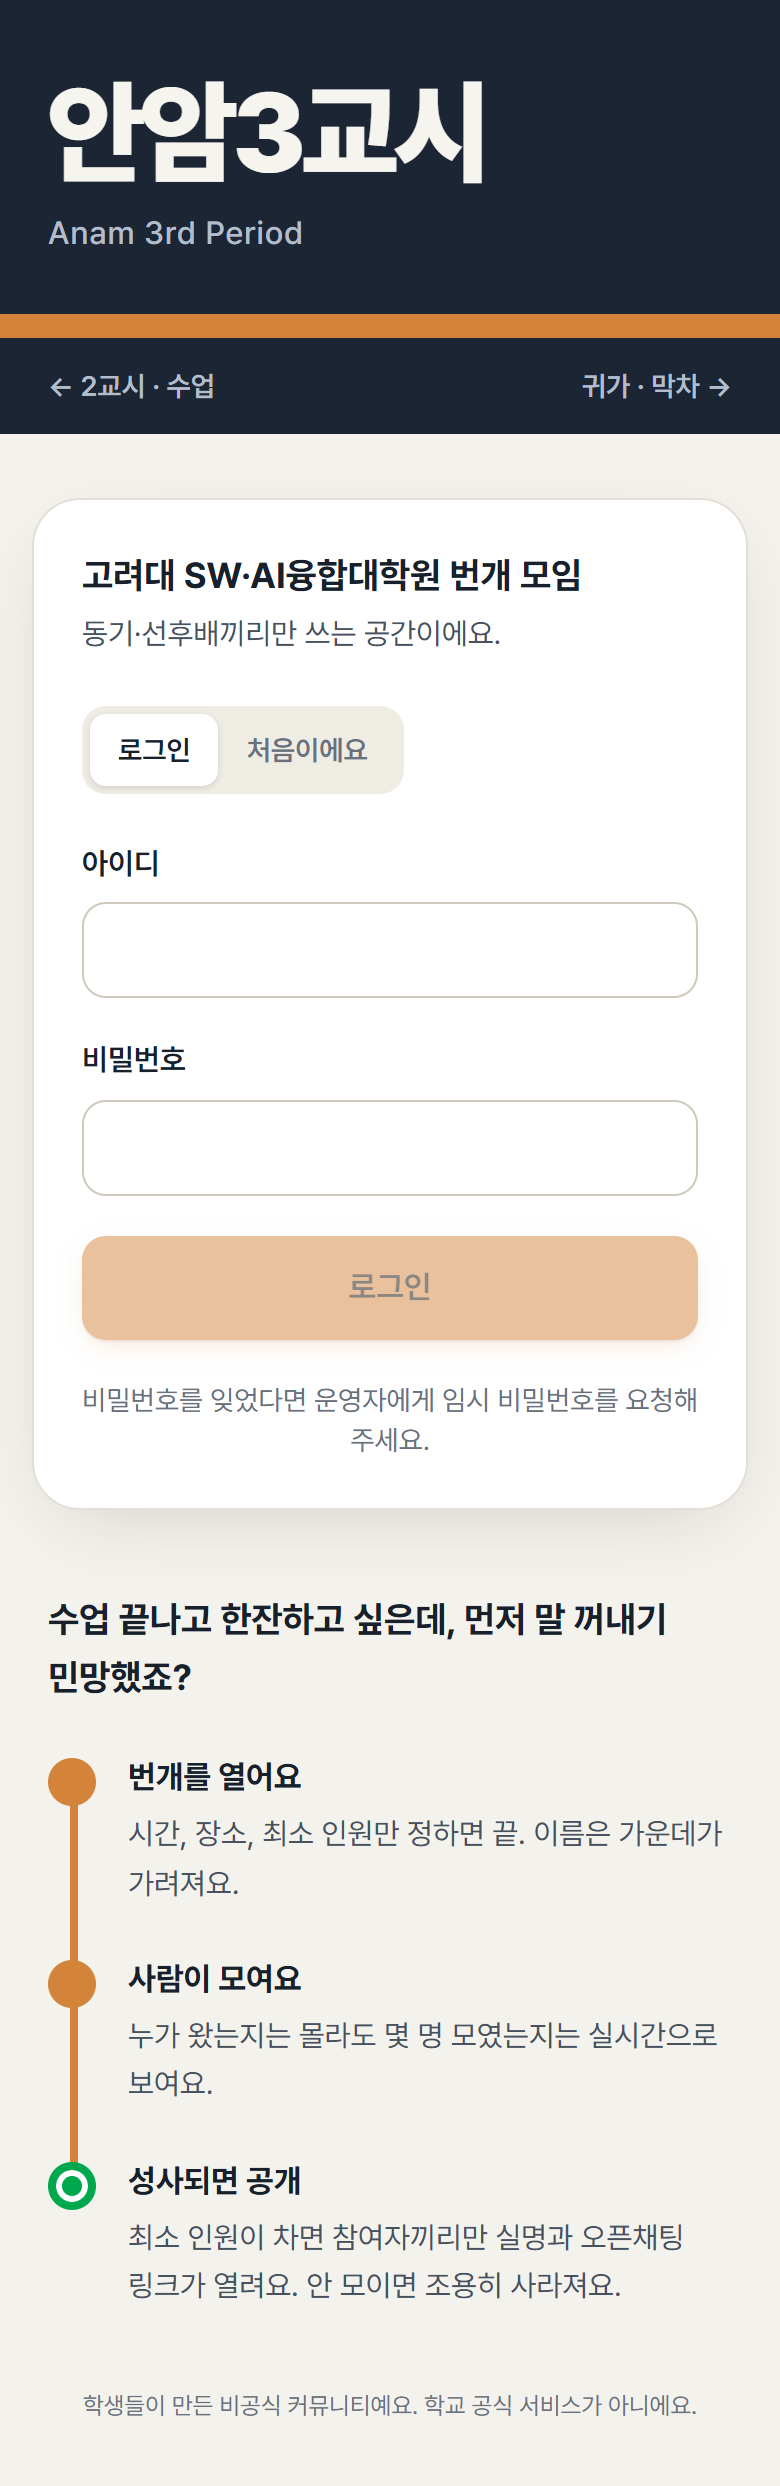 안암3교시
Anam 3rd Period
← 2교시 · 수업
귀가 · 막차 →
고려대 SW·AI융합대학원 번개 모임
동기·선후배끼리만 쓰는 공간이에요.
로그인
처음이에요
아이디
비밀번호
로그인
비밀번호를 잊었다면 운영자에게 임시 비밀번호를 요청해
주세요.
수업 끝나고 한잔하고 싶은데, 먼저 말 꺼내기
민망했죠?
번개를 열어요
시간, 장소, 최소 인원만 정하면 끝. 이름은 가운데가
가려져요.
사람이 모여요
누가 왔는지는 몰라도 몇 명 모였는지는 실시간으로
보여요.
성사되면 공개
최소 인원이 차면 참여자끼리만 실명과 오픈채팅
링크가 열려요. 안 모이면 조용히 사라져요.
학생들이 만든 비공식 커뮤니티예요. 학교 공식 서비스가 아니에요.